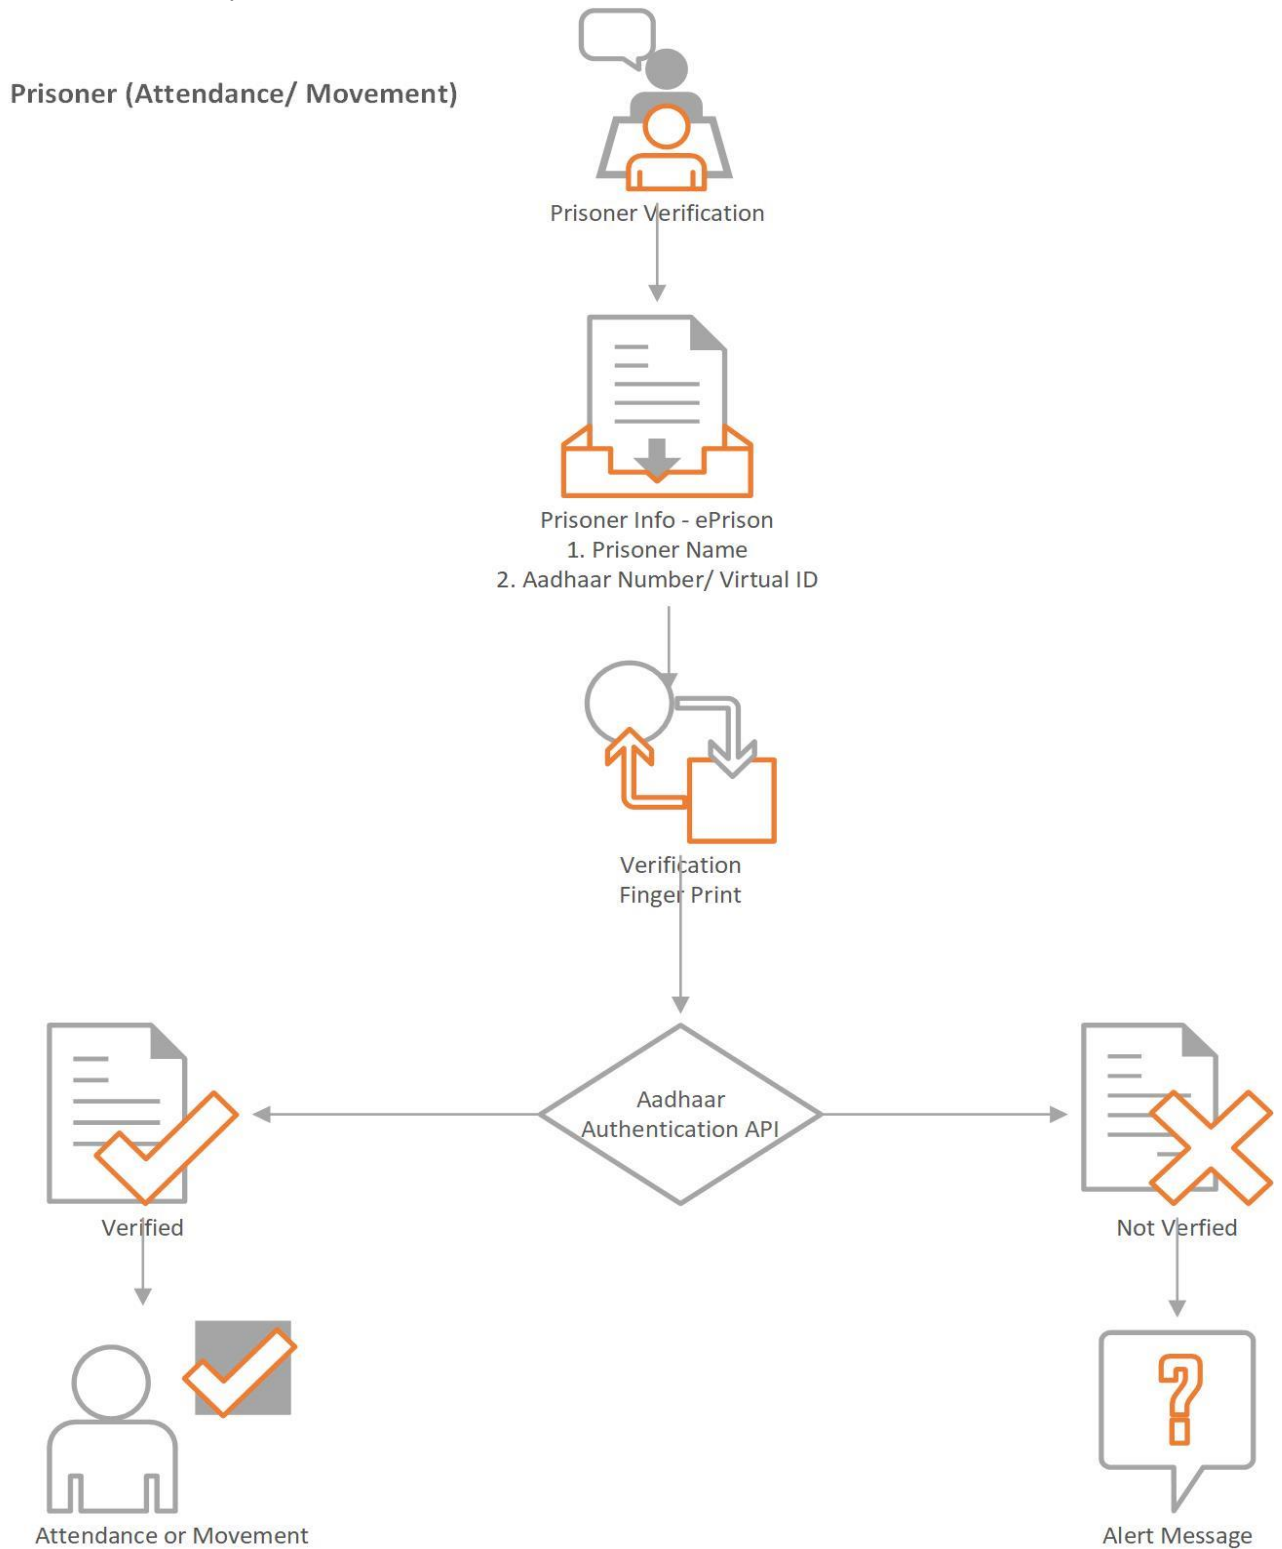 Prisoner (Attendance/ Movement)
Prisoner Verification
Prisoner Info - ePrison
1. Prisoner Name
2. Aadhaar Number/ Virtual ID
Verification
Finger Print
Aadhaar
Authentication API
Verified
Not Verfied
Attendance or Movement
Alert Message